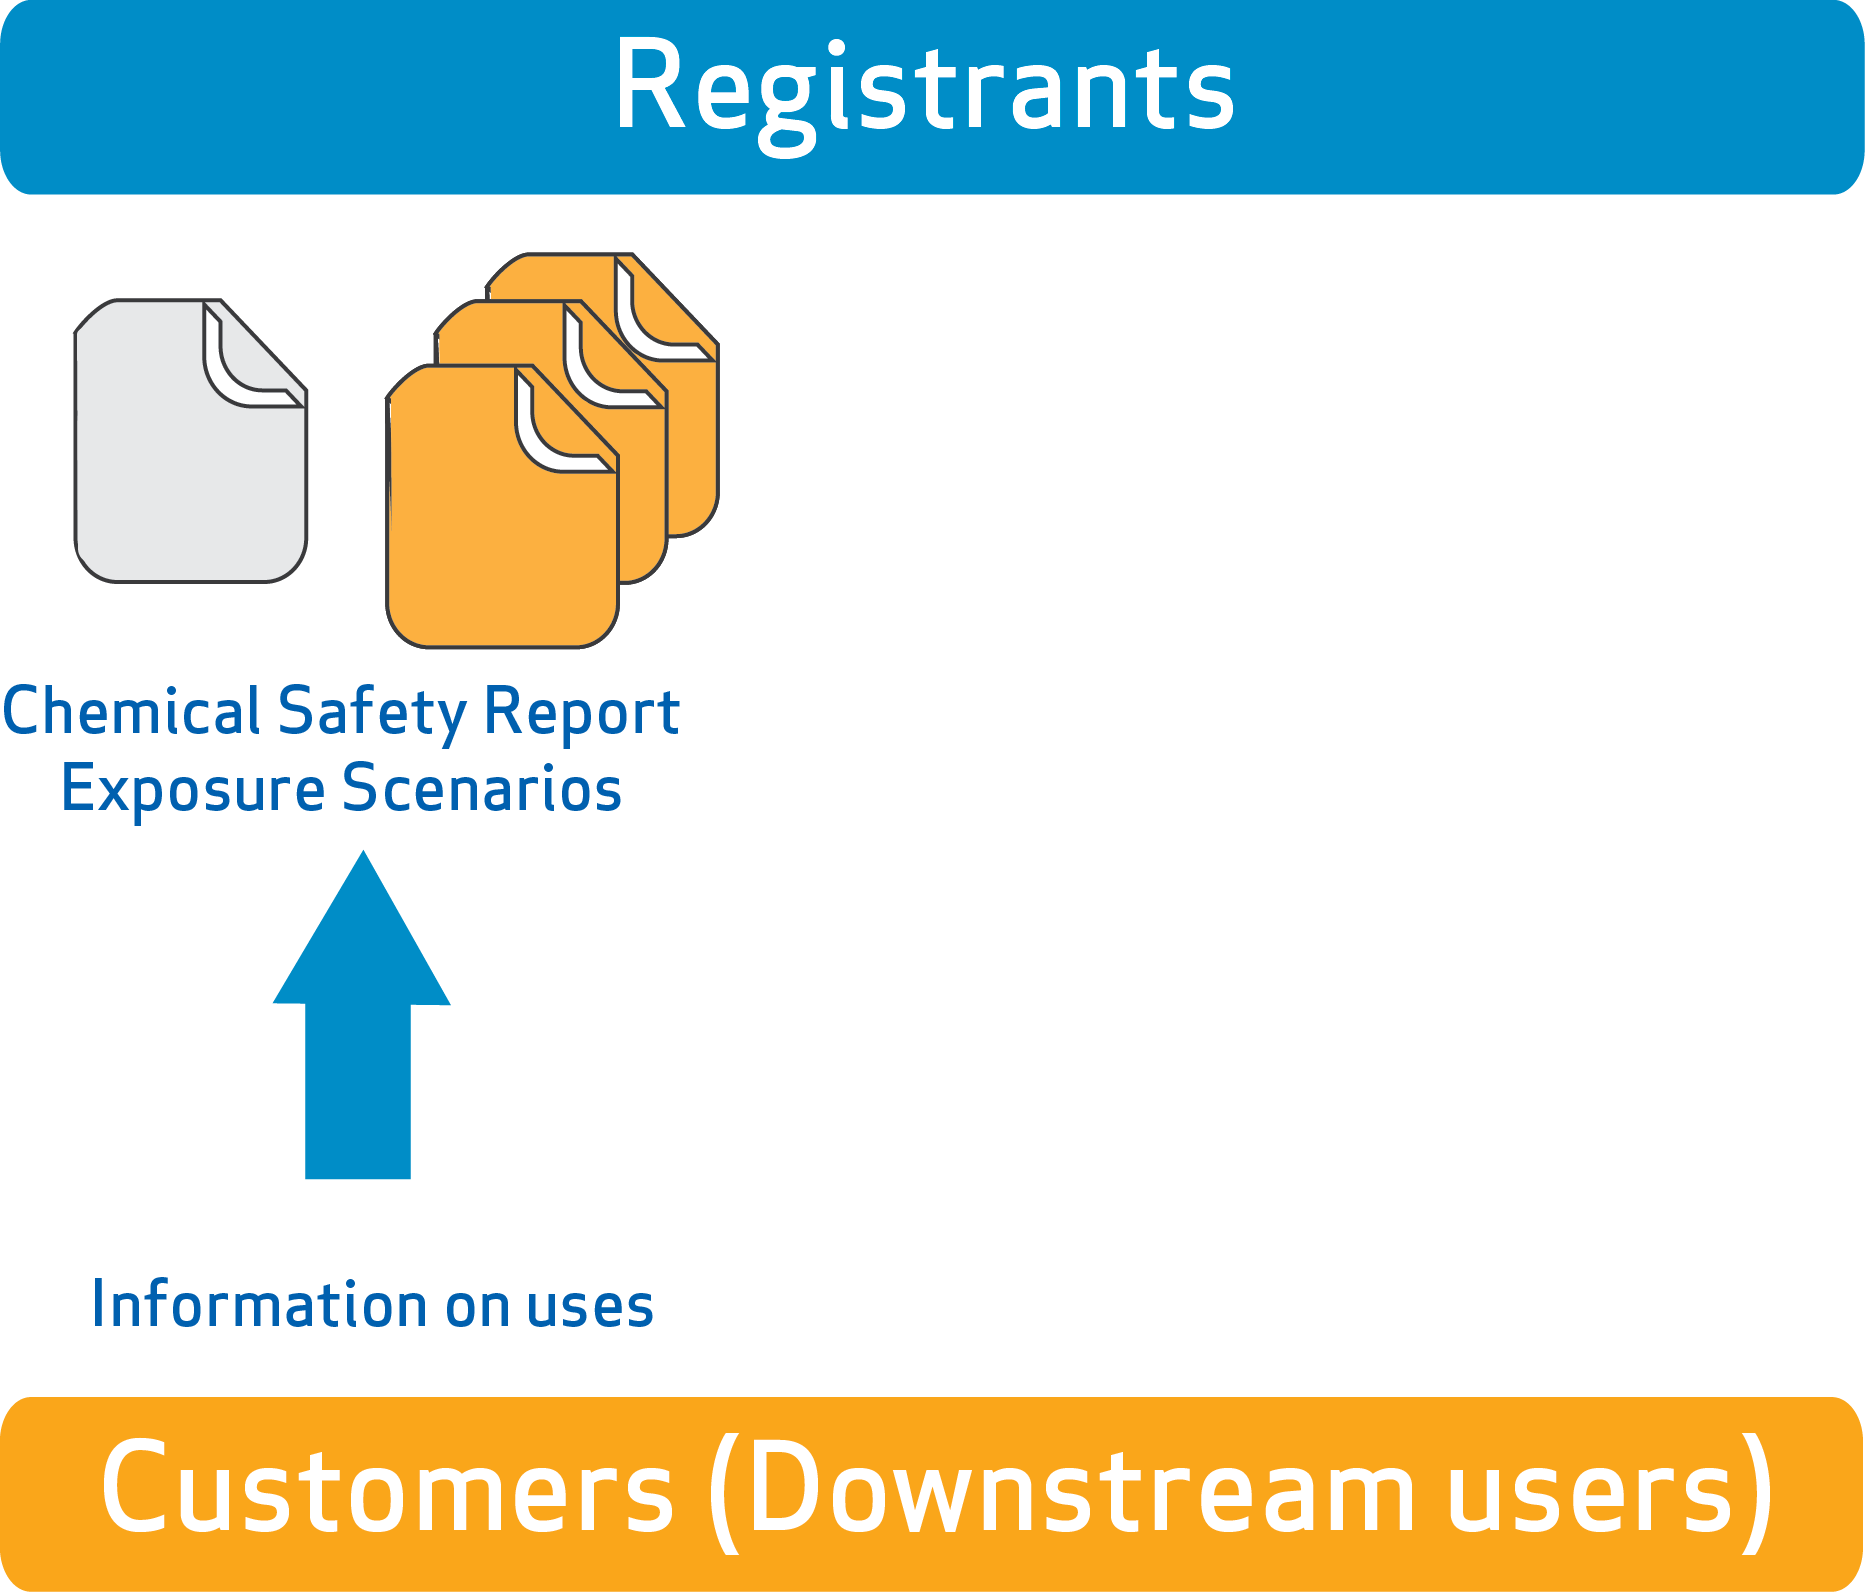 Registrants
Chemical Safety Report
Exposure Scenarios
Information on uses
Customers (Downstream users)